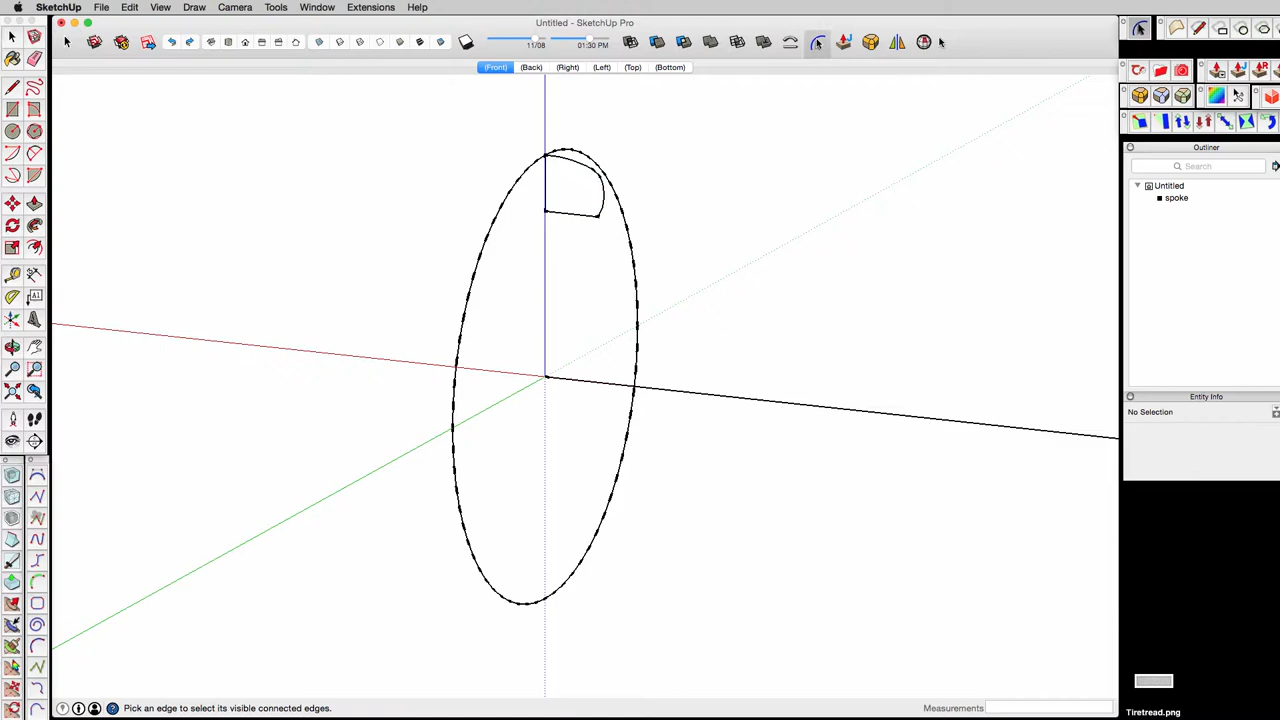 SketchUp File Edit View Draw Camera Tools Window Extensions Help
Untitled - SketchUp Pro
11/08 01:30 PM
(Front) (Back) (Right) (Left) (Top) (Bottom)
A1
Outliner
Search
Untitled
spoke
Entity Info
No Selection
Pick an edge to select its visible connected edges.
Measurements
Tiretread.png